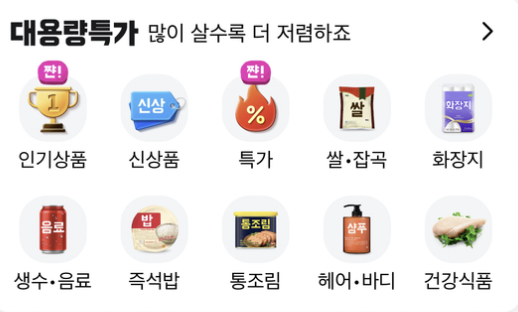 대용량특가 많이 살수록 더 저렴하죠
짠! 짠!
1 신상 % 쌀 화장지
인기상품 신상품 특가 쌀•잡곡 화장지
음료 밥 통조림 샴푸
생수•음료 즉석밥 통조림 헤어•바디 건강식품